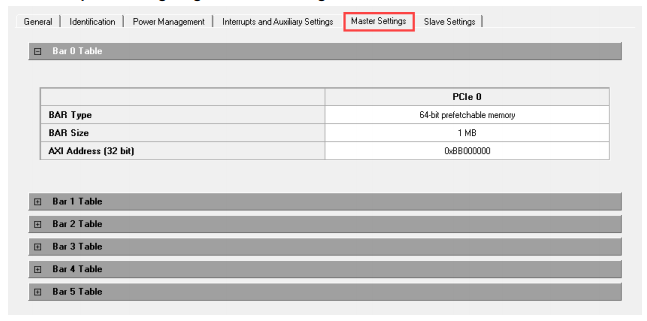 General Identification Power Management Interrupts and Auxiliary Settings Master Settings Slave Settings
Bar 0 Table
PCIe 0
BAR Type 64-bit prefetchable memory
BAR Size 1 MB
AXI Address (32 bit) 0xBB000000
Bar 1 Table
Bar 2 Table
Bar 3 Table
Bar 4 Table
Bar 5 Table